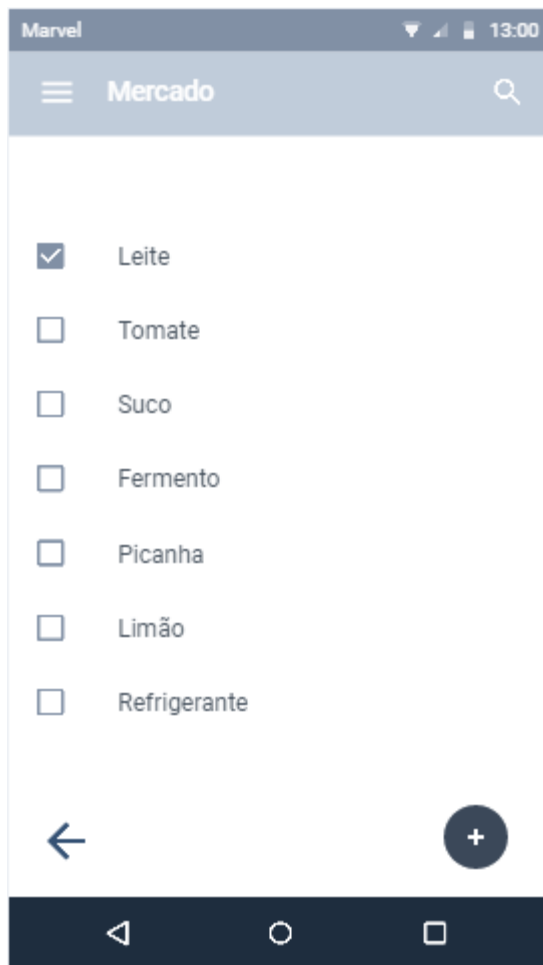 Marvel 13:00
Mercado
Leite
Tomate
Suco
Fermento
Picanha
Limão
Refrigerante
+